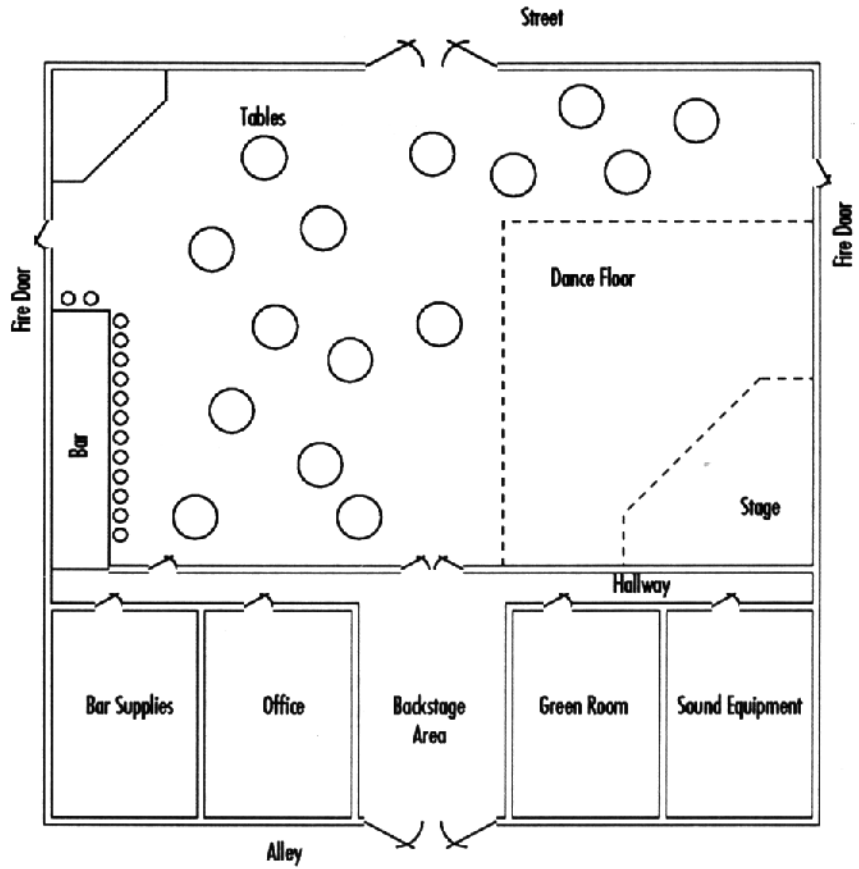 Street
Tables
Fire Door
Fire Door
Dance Floor
Bar
Stage
Hallway
Bar Supplies
Office
Backstage
Area
Green Room
Sound Equipment
Alley